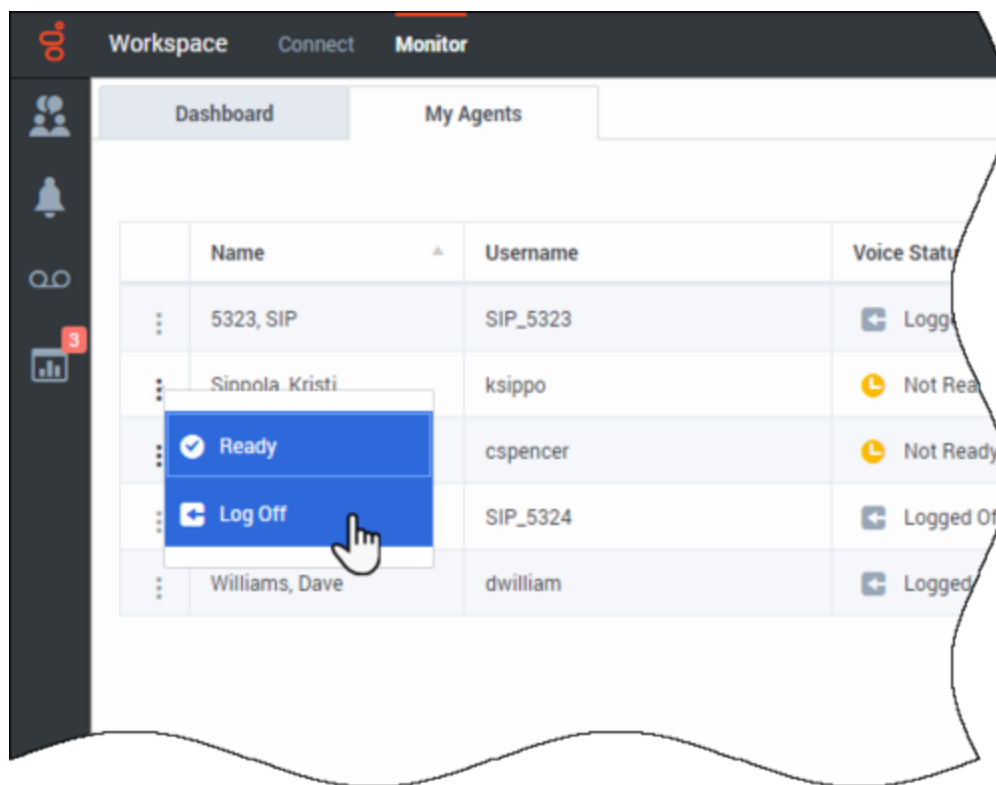 Workspace Connect Monitor
Dashboard My Agents
Name Username Voice Statu
5323, SIP SIP_5323 Logg
3
Sippola, Kristi ksippo Not Rea
Ready cspencer Not Ready
Log Off SIP_5324 Logged Of
Williams, Dave dwilliam Logged